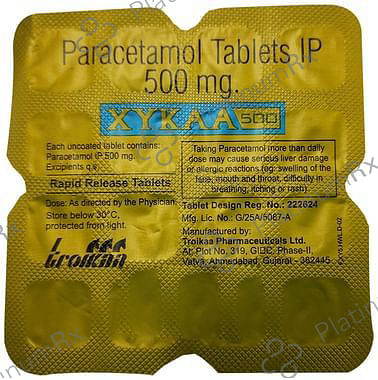 Paracetamol Tablets IP
500 mg.
XYKAA 500
Each uncoated tablet contains:
Paracetamol IP 500 mg.
Excipients q.s.
Rapid Release Tablets
Dose: As directed by the Physician.
Store below 30°C,
protected from light.
Troikaa
Taking Paracetamol more than daily
dose may cause serious liver damage
or allergic reactions (eg: swelling of the
face, mouth and throat, difficulty in
breathing, itching or rash)
Tablet Design Reg. No.: 222624
Mfg. Lic. No.: G/25A/5087-A
Manufactured by:
Troikaa Pharmaceuticals Ltd.
At: Plot No. 319, GIDC, Phase-II,
Vatva, Ahmedabad, Gujarat - 382445
PlatinumRx